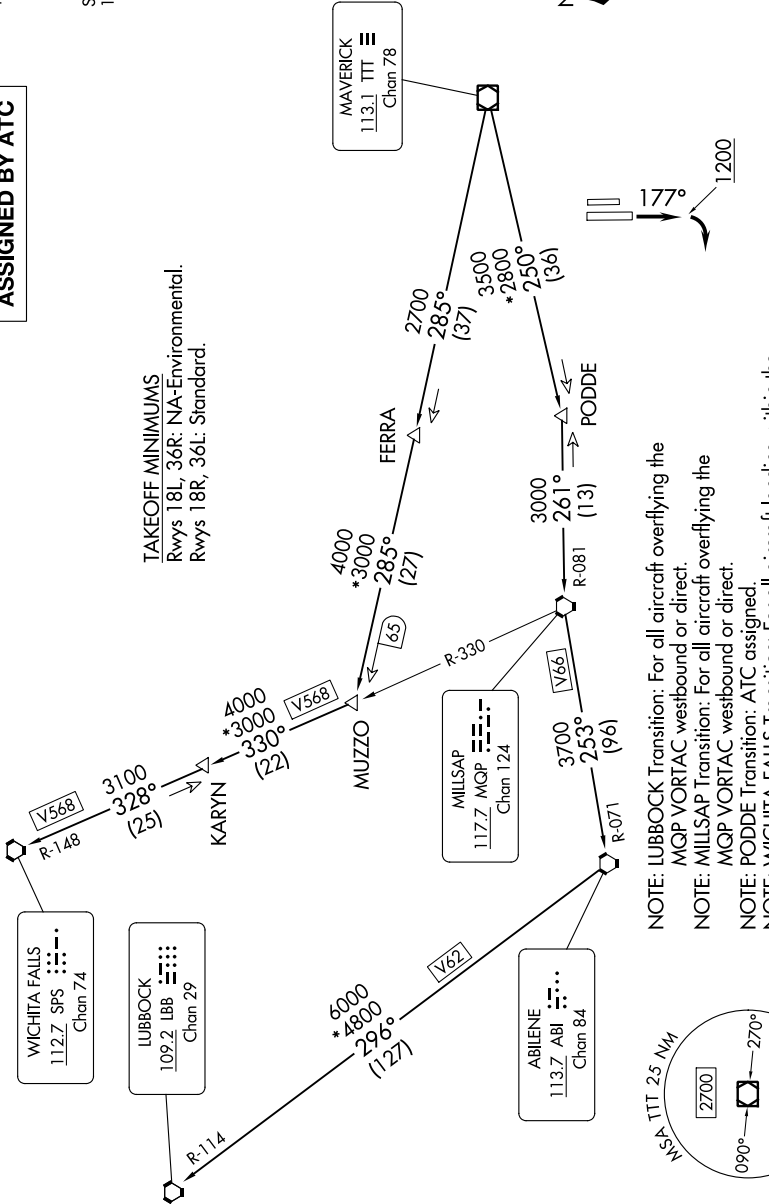 ASSIGNED BY ATC
TAKEOFF MINIMUMS
Rwys 18L, 36R: NA-Environmental.
Rwys 18R, 36L: Standard.
MAVERICK
113.1 TTT
Chan 78
N
177°
1200
3500
*2800
250°
(36)
2700
285°
(37)
FERRA
PODDE
4000
*3000
285°
(27)
3000
261°
(13)
R-081
65
R-330
MUZZO
V568
4000
*3000
330°
(22)
KARYN
V568
3100
328°
(25)
R-148
WICHITA FALLS
112.7 SPS
Chan 74
LUBBOCK
109.2 LBB
Chan 29
MILLSAP
117.7 MQP
Chan 124
V66
3700
253°
(96)
R-071
V62
6000
*4800
296°
(127)
R-114
ABILENE
113.7 ABI
Chan 84
NOTE: LUBBOCK Transition: For all aircraft overflying the
MQP VORTAC westbound or direct.
NOTE: MILLSAP Transition: For all aircraft overflying the
MQP VORTAC westbound or direct.
NOTE: PODDE Transition: ATC assigned.
MSA TTT 25 NM
2700
090°
270°